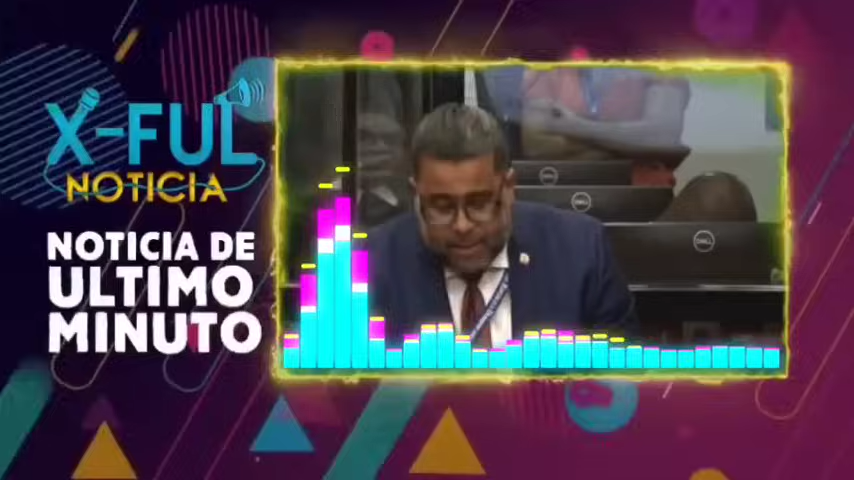 X-FUL
NOTICIA
NOTICIA DE
ULTIMO
MINUTO
DELL
DELL
DELL